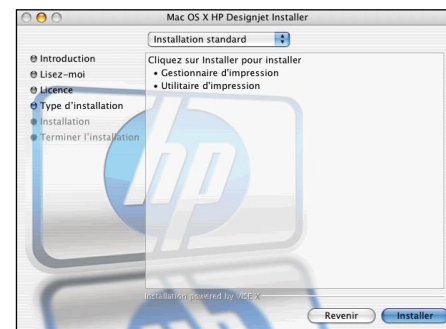 Mac OS X HP Designjet Installer
Installation standard
Introduction
Lisez-moi
Licence
Type d'installation
Installation
Terminer l'installation
Cliquez sur Installer pour installer
• Gestionnaire d'impression
• Utilitaire d'impression
hp
Installation powered by VISE X
Revenir
Installer